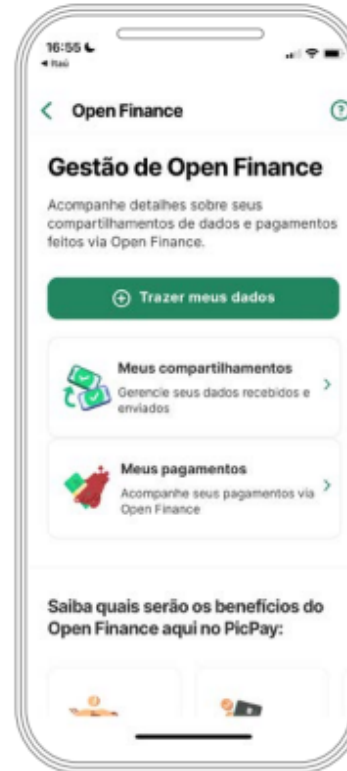 16:55
Itaú
Open Finance
Gestão de Open Finance
Acompanhe detalhes sobre seus
compartilhamentos de dados e pagamentos
feitos via Open Finance.
Trazer meus dados
Meus compartilhamentos
Gerencie seus dados recebidos e
enviados
Meus pagamentos
Acompanhe seus pagamentos via
Open Finance
Saiba quais serão os benefícios do
Open Finance aqui no PicPay: